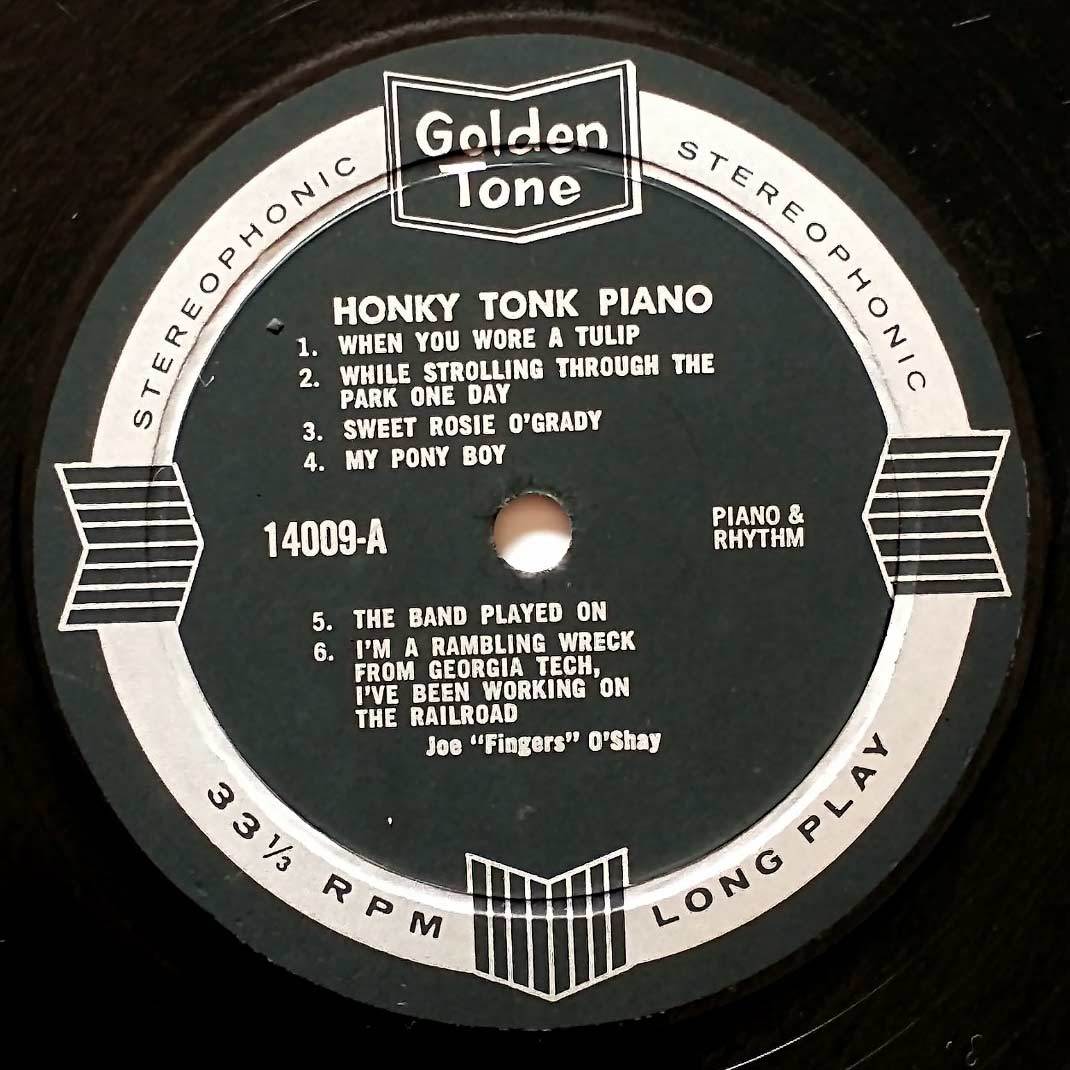 Golden
Tone
STEREOPHONIC
STEREOPHONIC
HONKY TONK PIANO
1. WHEN YOU WORE A TULIP
2. WHILE STROLLING THROUGH THE
PARK ONE DAY
3. SWEET ROSIE O'GRADY
4. MY PONY BOY
14009-A
PIANO &
RHYTHM
5. THE BAND PLAYED ON
6. I'M A RAMBLING WRECK
FROM GEORGIA TECH,
I'VE BEEN WORKING ON
THE RAILROAD
Joe "Fingers" O'Shay
33⅓ RPM
LONG PLAY